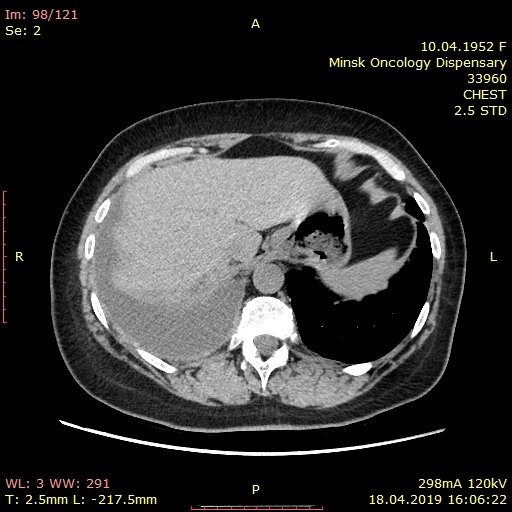 Im: 98/121
Se: 2
A
10.04.1952 F
Minsk Oncology Dispensary
33960
CHEST
2.5 STD
R
L
WL: 3 WW: 291
T: 2.5mm L: -217.5mm
P
298mA 120kV
18.04.2019 16:06:22